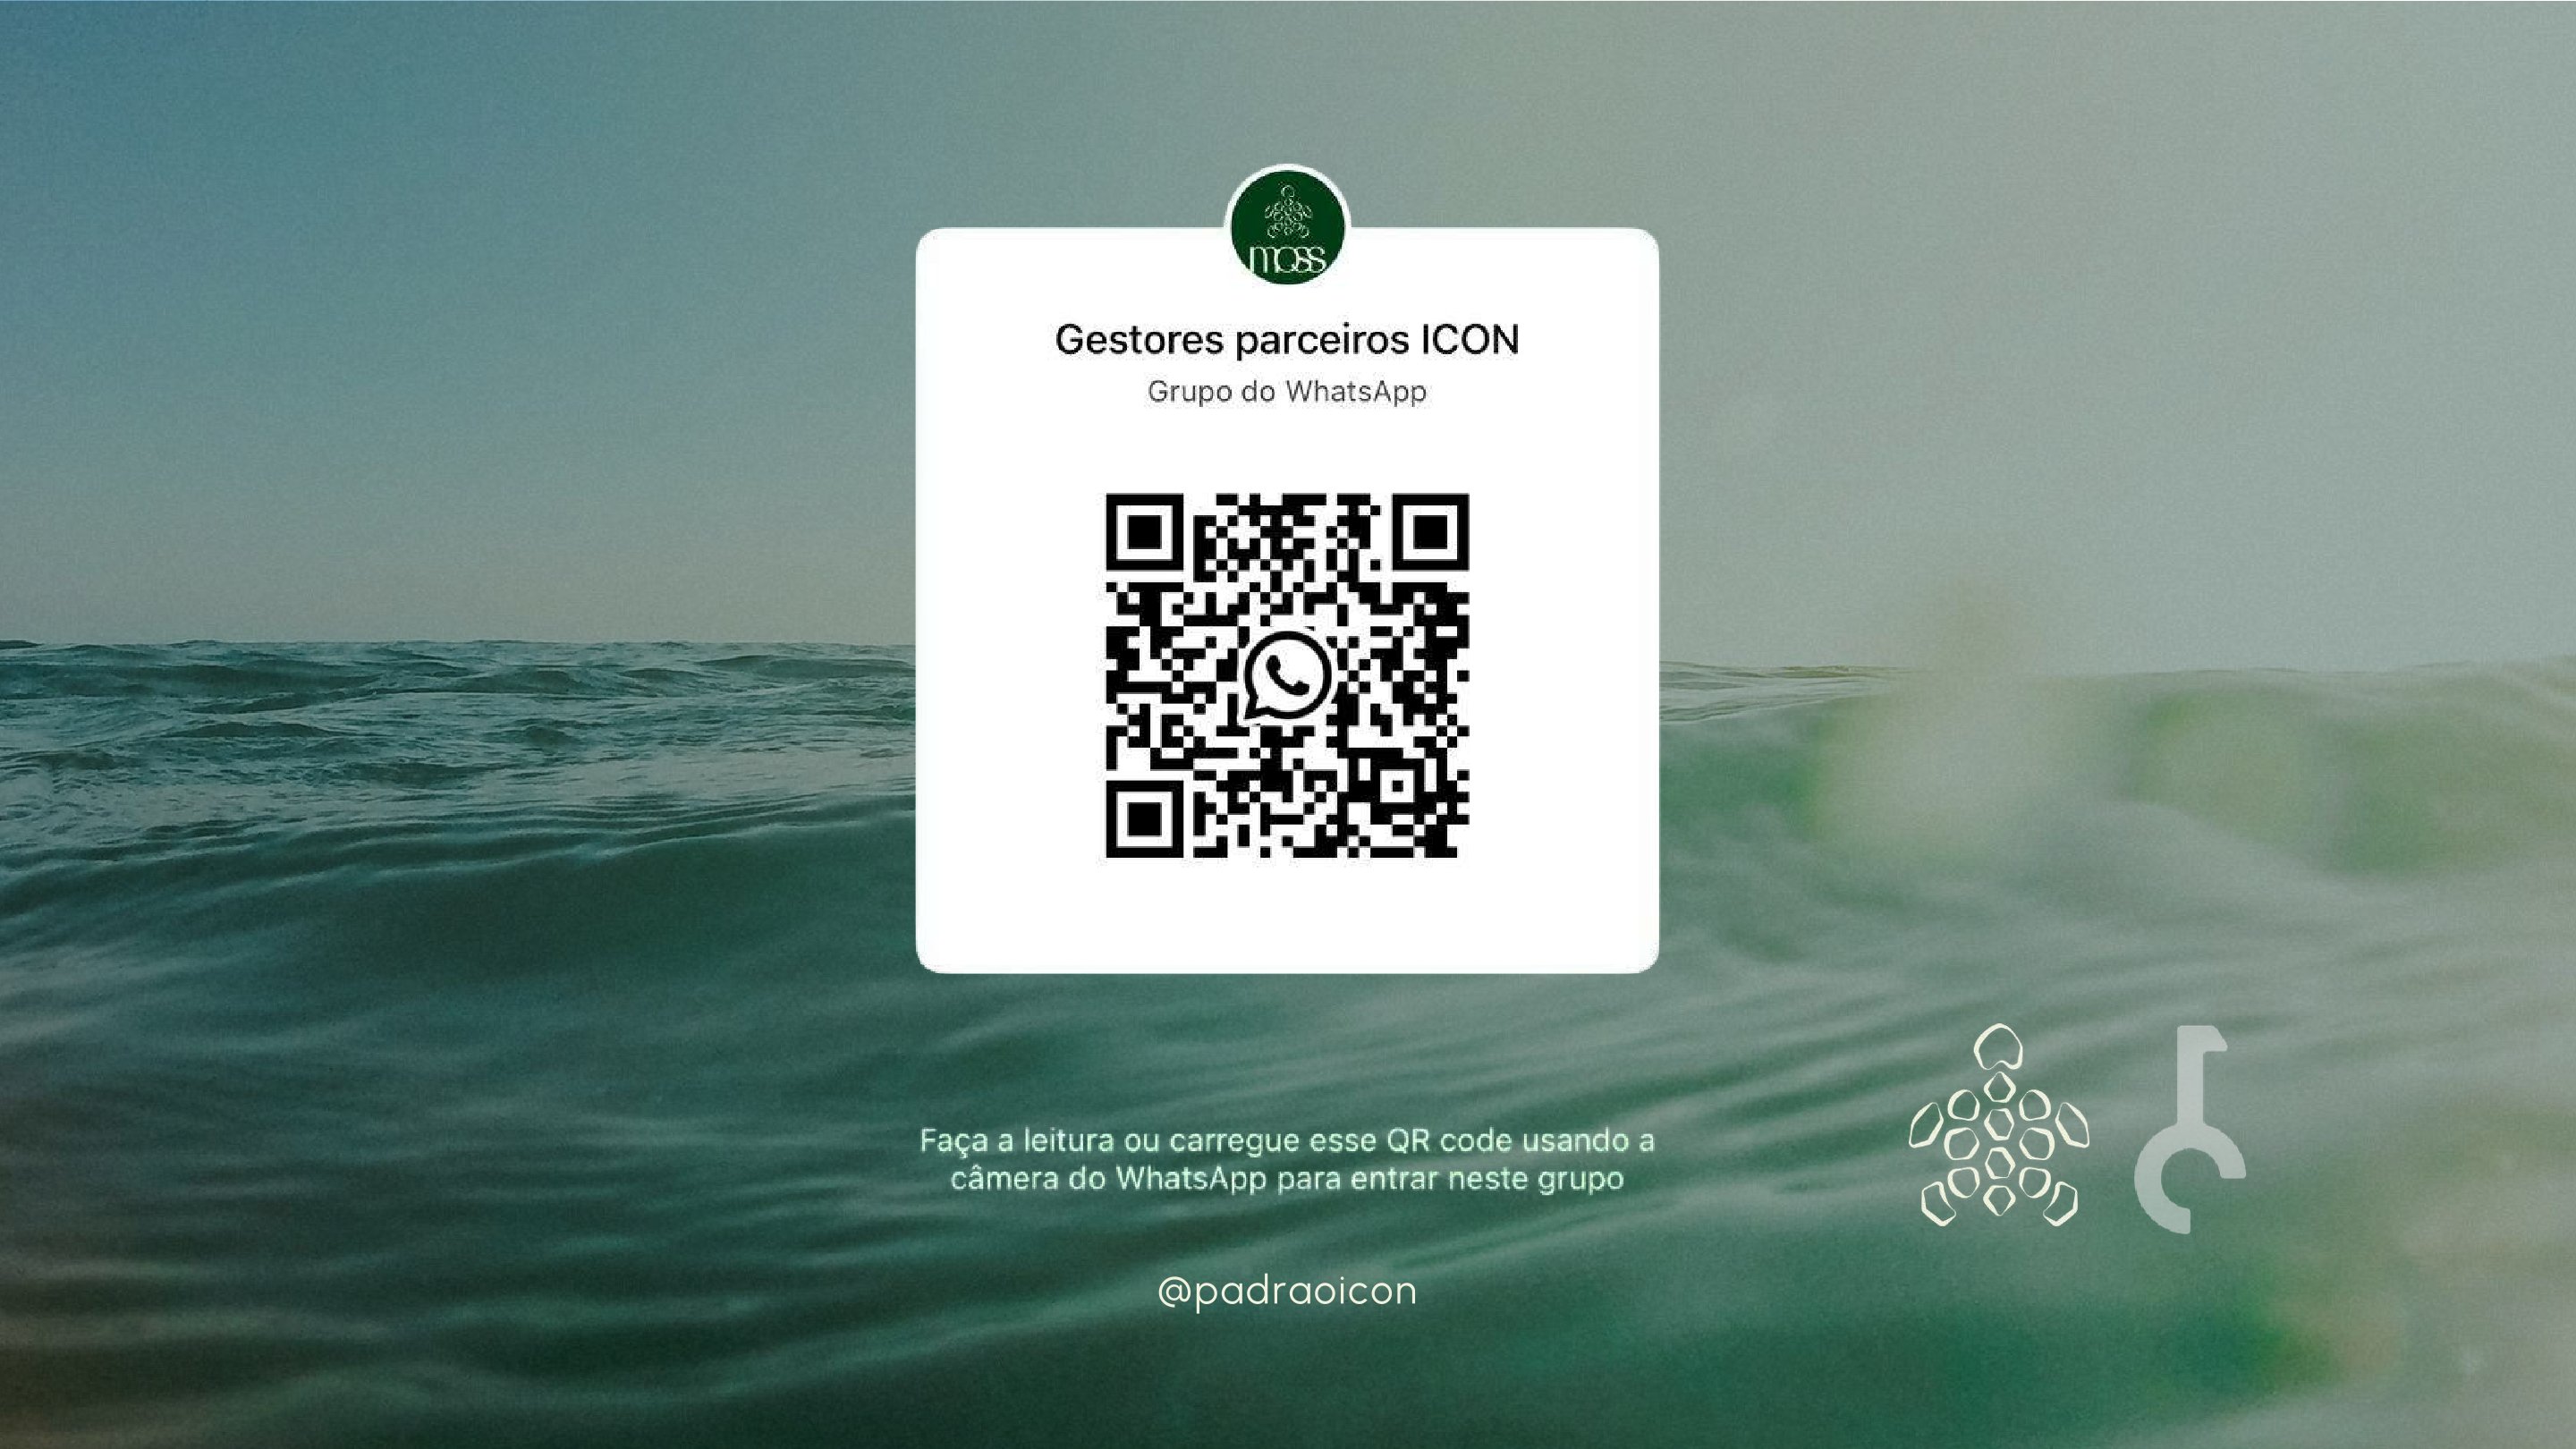 moss
Gestores parceiros ICON
Grupo do WhatsApp
Faça a leitura ou carregue esse QR code usando a
câmera do WhatsApp para entrar neste grupo
@padraoicon